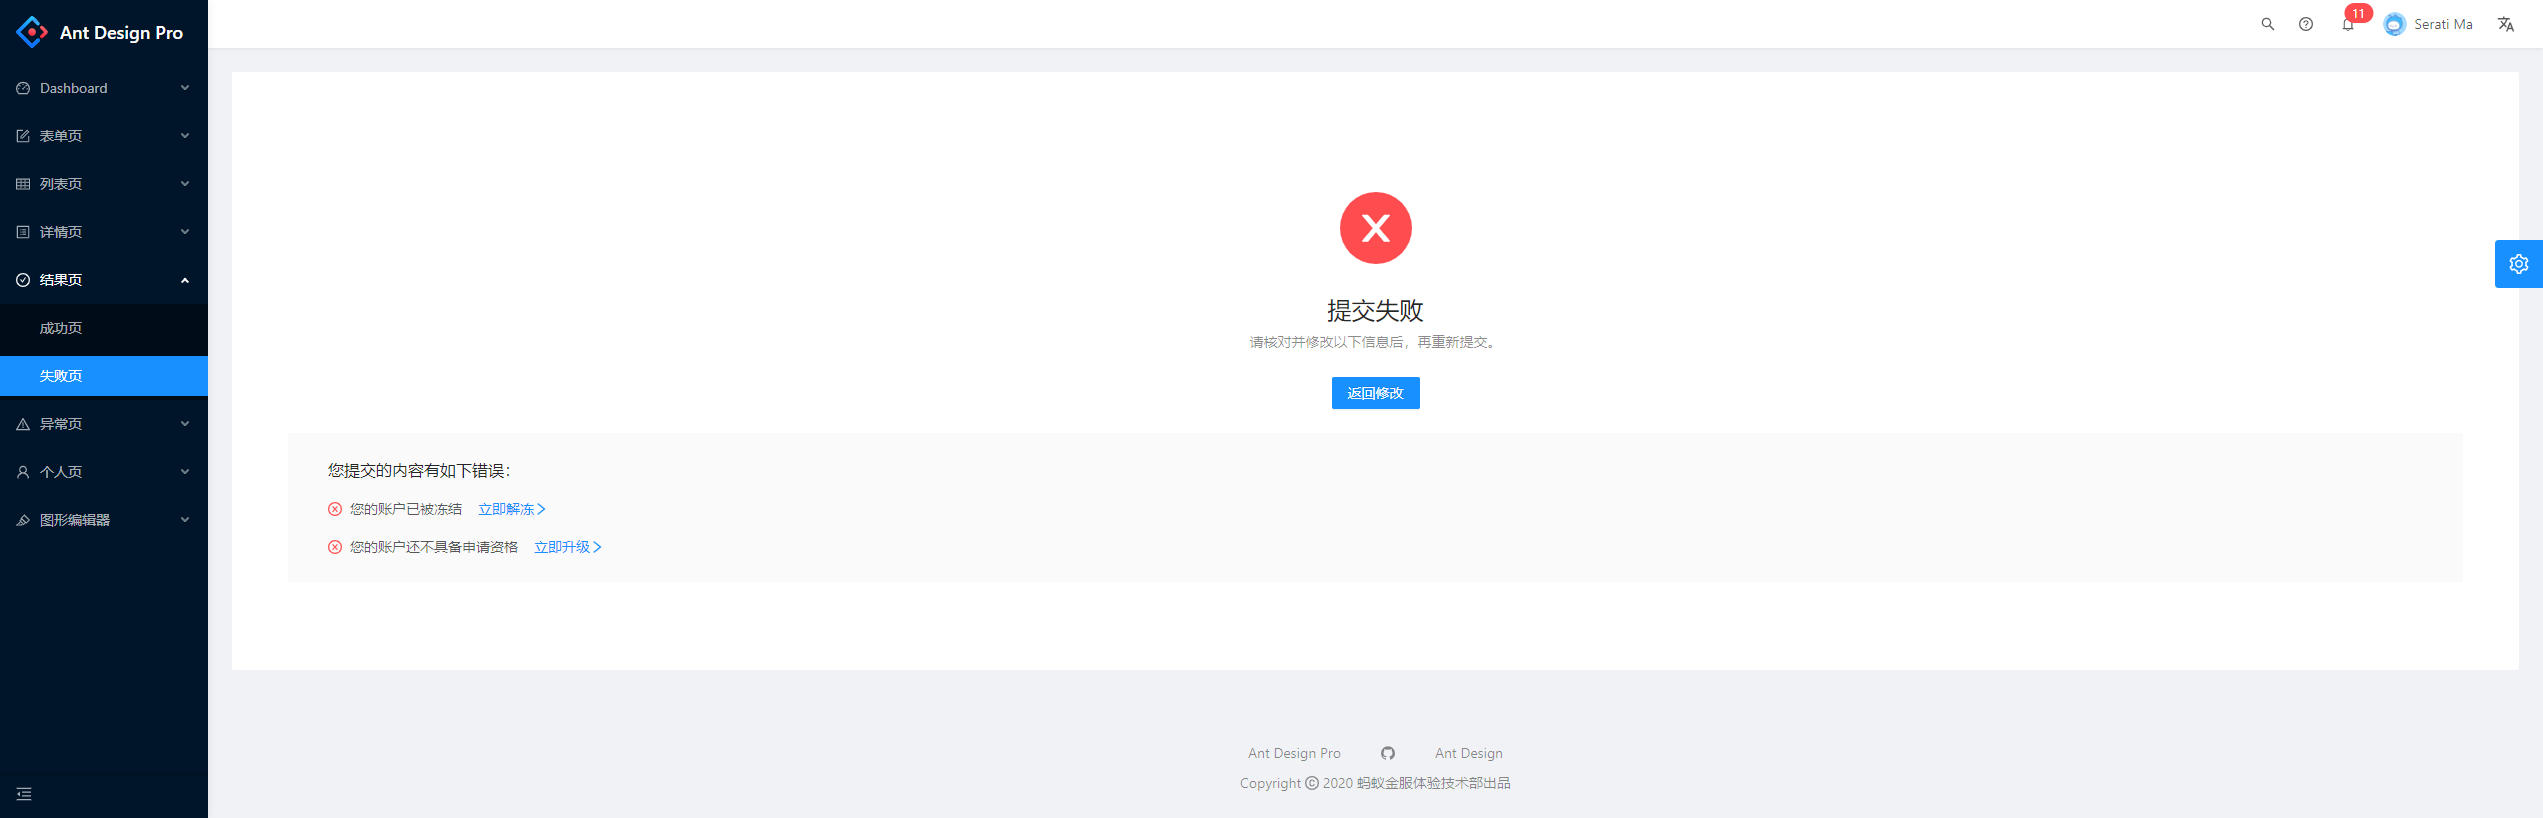 Ant Design Pro
11
Serati Ma
Dashboard
表单页
列表页
详情页
结果页
成功页
失败页
异常页
个人页
图形编辑器
提交失败
请核对并修改以下信息后，再重新提交。
返回修改
您提交的内容有如下错误：
您的账户已被冻结 立即解冻
您的账户还不具备申请资格 立即升级
Ant Design Pro Ant Design
Copyright © 2020 蚂蚁金服体验技术部出品